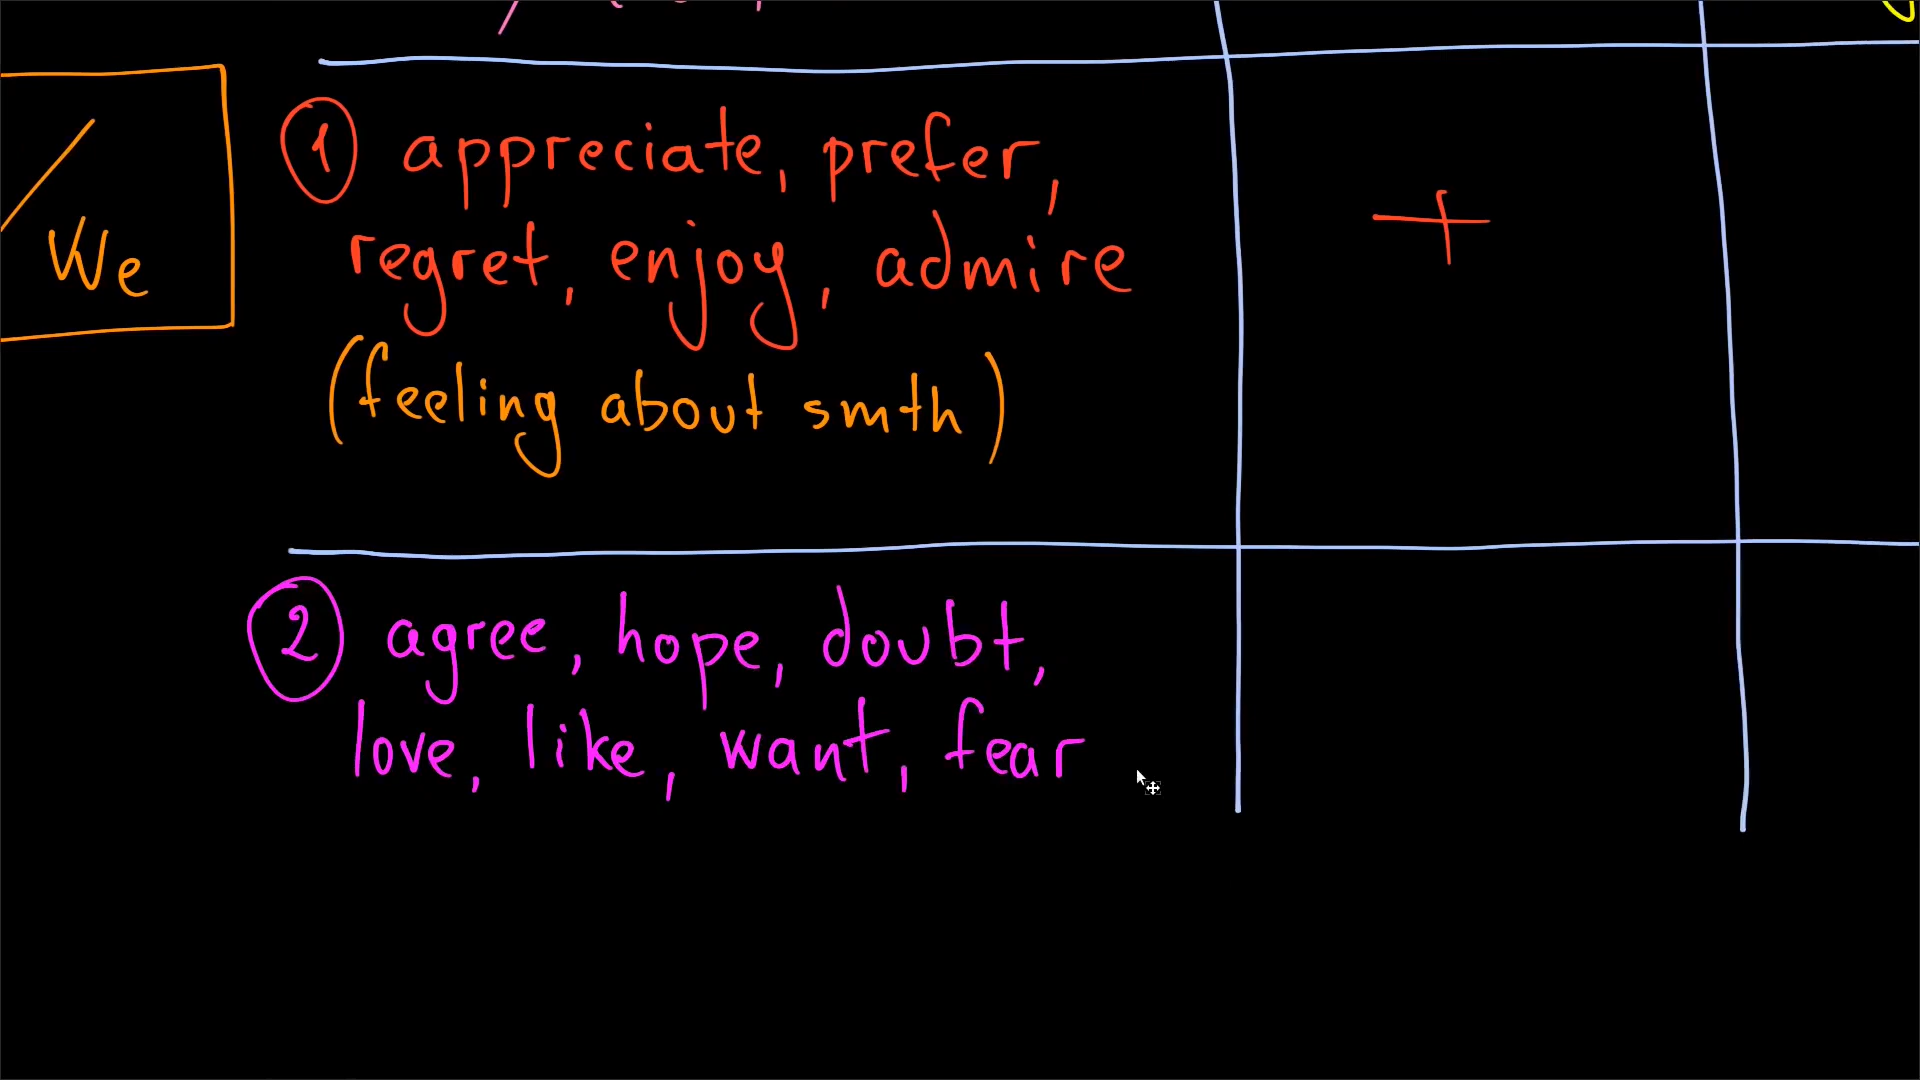 We
1 appreciate, prefer,
regret, enjoy, admire
(feeling about smth)
+
2 agree, hope, doubt,
love, like, want, fear